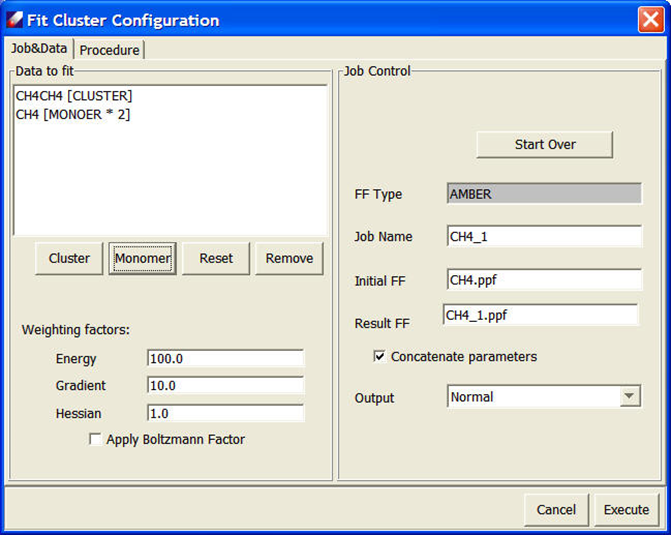 Fit Cluster Configuration
Job&Data
Procedure
Data to fit
CH4CH4 [CLUSTER]
CH4 [MONOER * 2]
Cluster
Monomer
Reset
Remove
Weighting factors:
Energy 100.0
Gradient 10.0
Hessian 1.0
Apply Boltzmann Factor
Job Control
Start Over
FF Type AMBER
Job Name CH4_1
Initial FF CH4.ppf
Result FF CH4_1.ppf
Concatenate parameters
Output Normal
Cancel
Execute